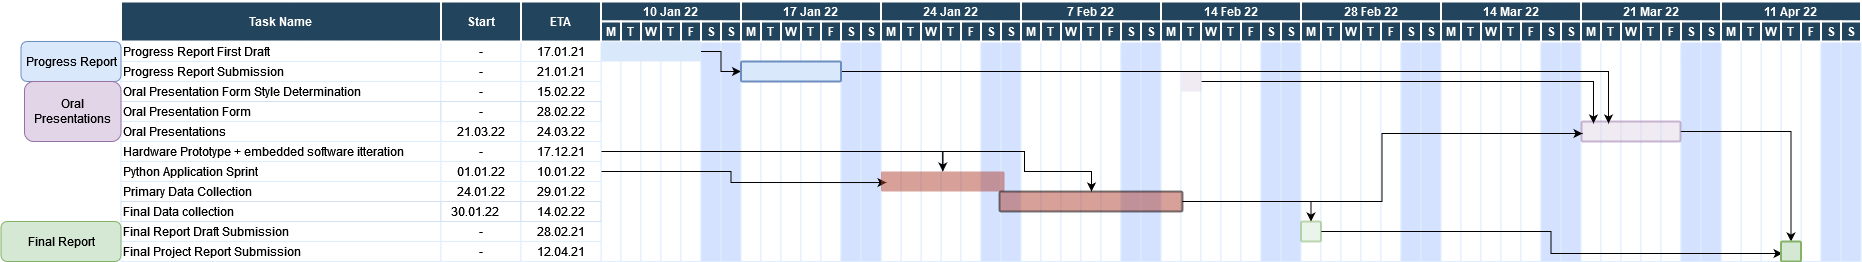 Task Name Start ETA 10 Jan 22 17 Jan 22 24 Jan 22 7 Feb 22 14 Feb 22 28 Feb 22 14 Mar 22 21 Mar 22 11 Apr 22
M T W T F S S M T W T F S S M T W T F S S M T W T F S S M T W T F S S M T W T F S S M T W T F S S M T W T F S S M T W T F S S
Progress Report
Progress Report First Draft - 17.01.21
Progress Report Submission - 21.01.21
Oral
Presentations
Oral Presentation Form Style Determination - 15.02.22
Oral Presentation Form - 28.02.22
Oral Presentations 21.03.22 24.03.22
Hardware Prototype + embedded software itteration - 17.12.21
Python Application Sprint 01.01.22 10.01.22
Primary Data Collection 24.01.22 29.01.22
Final Data collection 30.01.22 14.02.22
Final Report
Final Report Draft Submission - 28.02.21
Final Project Report Submission - 12.04.21